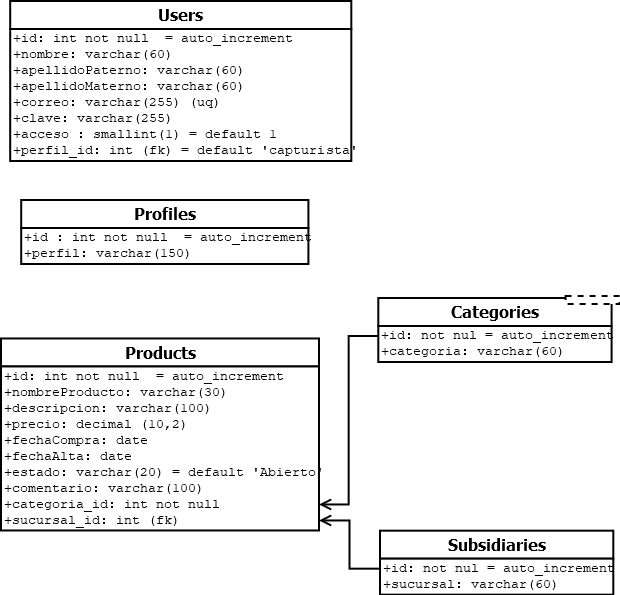 Users
+id: int not null  = auto_increment
+nombre: varchar(60)
+apellidoPaterno: varchar(60)
+apellidoMaterno: varchar(60)
+correo: varchar(255) (uq)
+clave: varchar(255)
+acceso : smallint(1) = default 1
+perfil_id: int (fk) = default 'capturista'
Profiles
+id : int not null  = auto_increment
+perfil: varchar(150)
Categories
+id: not nul = auto_increment
+categoria: varchar(60)
Products
+id: int not null  = auto_increment
+nombreProducto: varchar(30)
+descripcion: varchar(100)
+precio: decimal (10,2)
+fechaCompra: date
+fechaAlta: date
+estado: varchar(20) = default 'Abierto'
+comentario: varchar(100)
+categoria_id: int not null
+sucursal_id: int (fk)
Subsidiaries
+id: not nul = auto_increment
+sucursal: varchar(60)